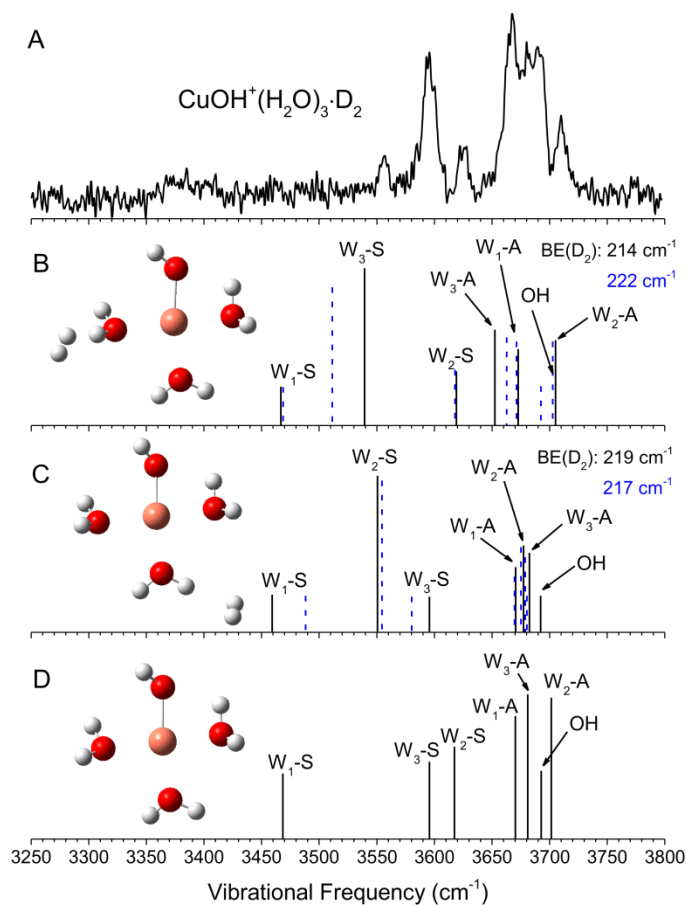 A
CuOH⁺(H₂O)₃·D₂
B
W₁-S
W₃-S
W₂-S
W₃-A
W₁-A
OH
W₂-A
BE(D₂): 214 cm⁻¹
222 cm⁻¹
C
W₁-S
W₂-S
W₃-S
W₁-A
W₂-A
W₃-A
OH
BE(D₂): 219 cm⁻¹
217 cm⁻¹
D
W₁-S
W₃-S
W₂-S
W₁-A
W₃-A
W₂-A
OH
3250 3300 3350 3400 3450 3500 3550 3600 3650 3700 3750 3800
Vibrational Frequency (cm⁻¹)